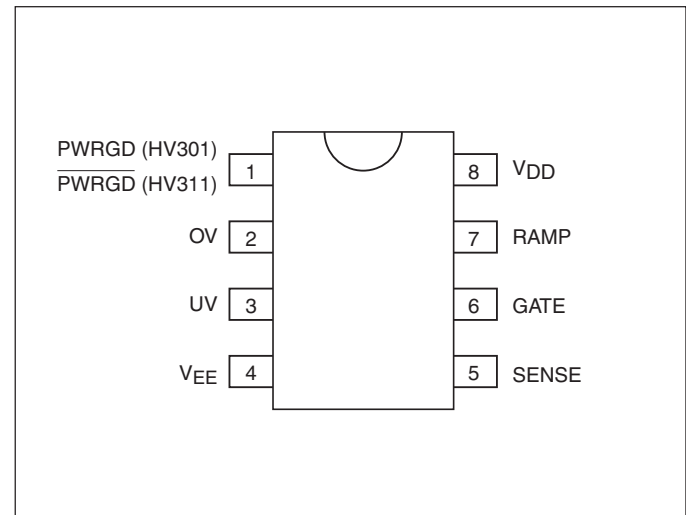 PWRGD (HV301)
PWRGD (HV311)
1
8
VDD
OV
2
7
RAMP
UV
3
6
GATE
VEE
4
5
SENSE